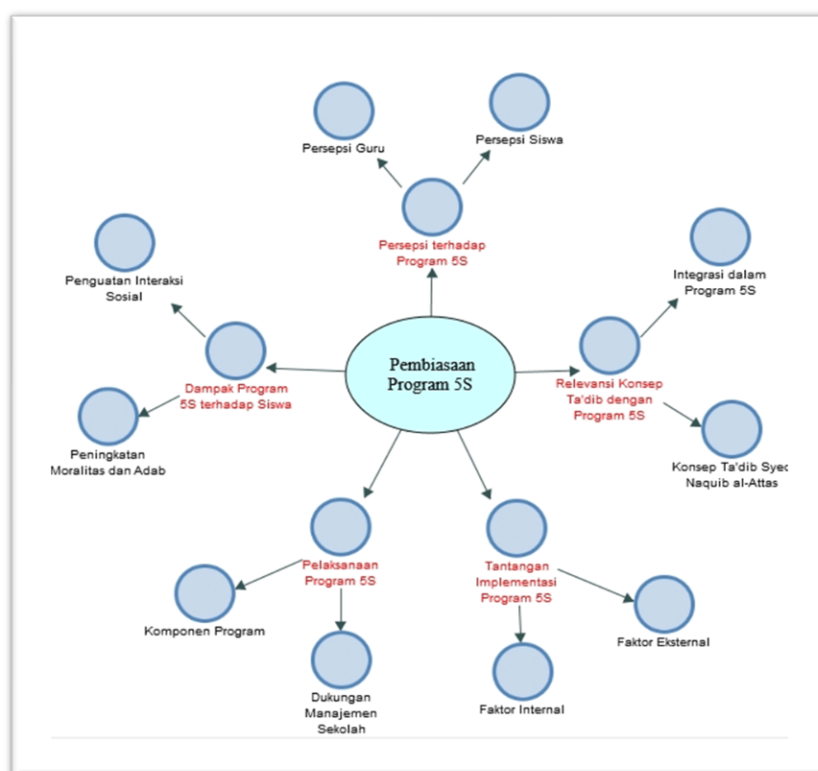 Persepsi Guru
Persepsi Siswa
Persepsi terhadap
Program 5S
Penguatan Interaksi
Sosial
Integrasi dalam
Program 5S
Pembiasaan
Program 5S
Dampak Program
5S terhadap Siswa
Relevansi Konsep
Ta'dib dengan
Program 5S
Peningkatan
Moralitas dan Adab
Konsep Ta'dib Syed
Naquib al-Attas
Pelaksanaan
Program 5S
Tantangan
Implementasi
Program 5S
Komponen Program
Faktor Eksternal
Dukungan
Manajemen
Sekolah
Faktor Internal